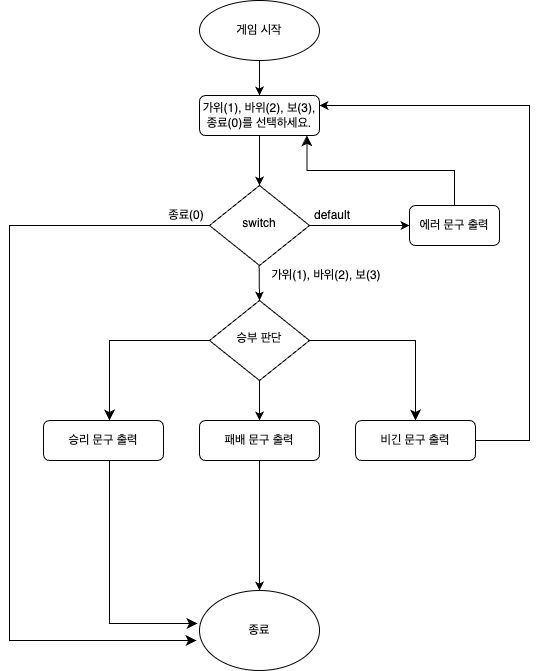 게임 시작
가위(1), 바위(2), 보(3),
종료(0)를 선택하세요.
종료(0)
switch
default
에러 문구 출력
가위(1), 바위(2), 보(3)
승부 판단
승리 문구 출력
패배 문구 출력
비긴 문구 출력
종료